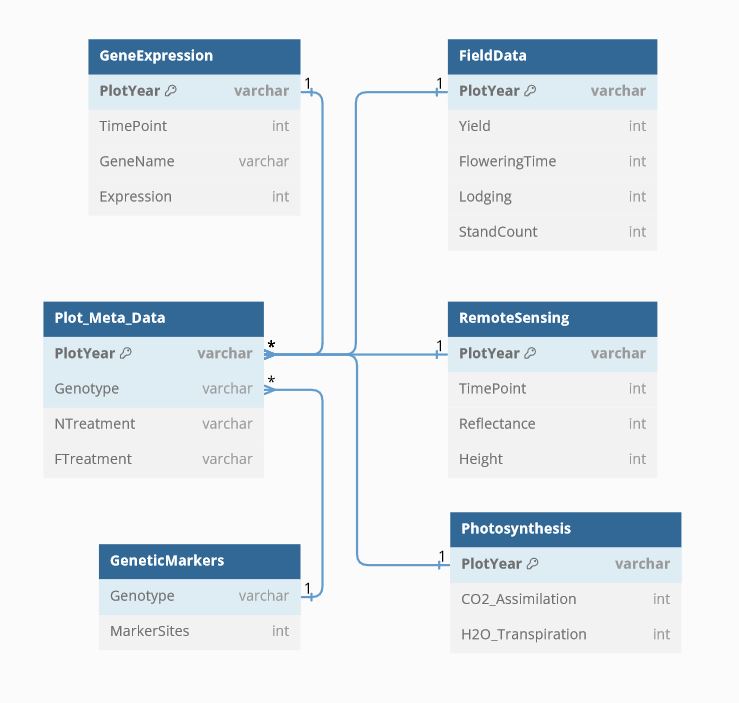 GeneExpression
PlotYear varchar
TimePoint int
GeneName varchar
Expression int
1
FieldData
1
PlotYear varchar
Yield int
FloweringTime int
Lodging int
StandCount int
Plot_Meta_Data
PlotYear varchar
*
Genotype varchar
*
NTreatment varchar
FTreatment varchar
RemoteSensing
1
PlotYear varchar
TimePoint int
Reflectance int
Height int
GeneticMarkers
Genotype varchar
1
MarkerSites int
Photosynthesis
1
PlotYear varchar
CO2_Assimilation int
H2O_Transpiration int